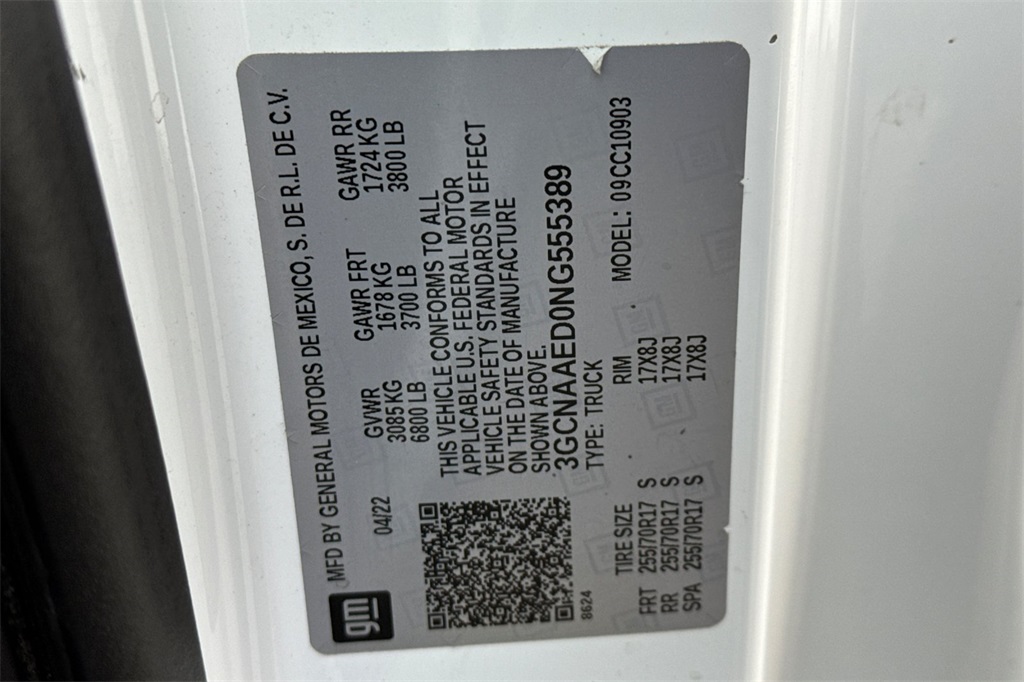 gm
MFD BY GENERAL MOTORS DE MEXICO, S. DE R.L. DE C.V.
04/22 GVWR GAWR FRT GAWR RR
3085KG 1678 KG 1724 KG
6800 LB 3700 LB 3800 LB
THIS VEHICLE CONFORMS TO ALL
APPLICABLE U.S. FEDERAL MOTOR
VEHICLE SAFETY STANDARDS IN EFFECT
ON THE DATE OF MANUFACTURE
SHOWN ABOVE.
3GCNAAED0NG555389
8624
TYPE: TRUCK
TIRE SIZE RIM MODEL: 09CC10903
FRT 255/70R17 S 17X8J
RR 255/70R17 S 17X8J
SPA 255/70R17 S 17X8J